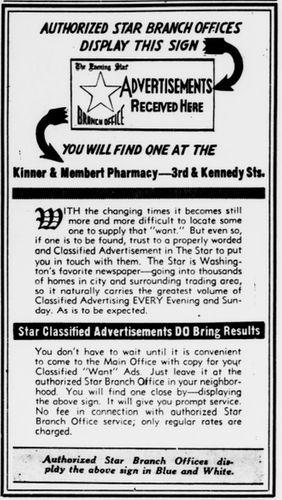 AUTHORIZED STAR BRANCH OFFICES
DISPLAY THIS SIGN
The Evening Star
ADVERTISEMENTS
RECEIVED HERE
BRANCH OFFICE
YOU WILL FIND ONE AT THE
Kinner & Membert Pharmacy—3rd & Kennedy Sts.
WITH the changing times it becomes still
more and more difficult to locate some
one to supply that "want." But even so,
if one is to be found, trust to a properly worded
and Classified Advertisement in The Star to put
you in touch with them. The Star is Washing-
ton's favorite newspaper—going into thousands
of homes in city and surrounding trading area,
so it naturally carries the greatest volume of
Classified Advertising EVERY Evening and Sun-
day. As is to be expected.
Star Classified Advertisements DO Bring Results
You don't have to wait until it is convenient
to come to the Main Office with copy for your
Classified "Want" Ads. Just leave it at the
authorized Star Branch Office in your neighbor-
hood. You will find one close by—displaying
the above sign. It will give you prompt service.
No fee in connection with authorized Star
Branch Office service; only regular rates are
charged.
Authorized Star Branch Offices dis-
play the above sign in Blue and White.